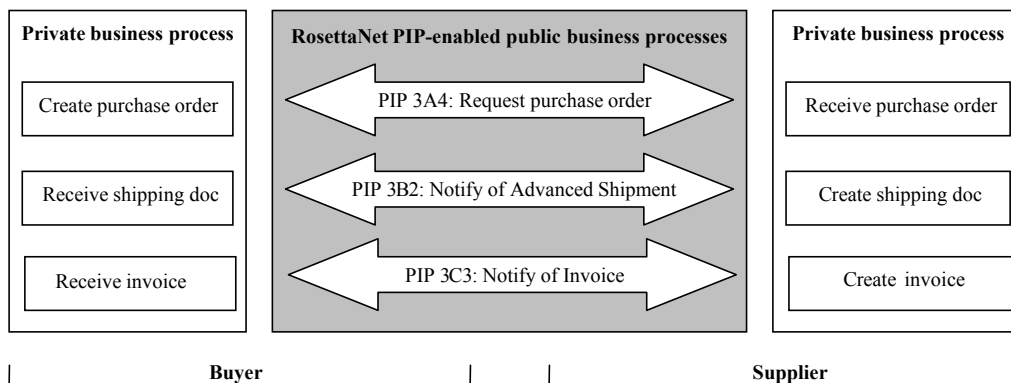 Private business process
RosettaNet PIP-enabled public business processes
Private business process
Create purchase order
PIP 3A4: Request purchase order
Receive purchase order
Receive shipping doc
PIP 3B2: Notify of Advanced Shipment
Create shipping doc
Receive invoice
PIP 3C3: Notify of Invoice
Create invoice
Buyer
Supplier